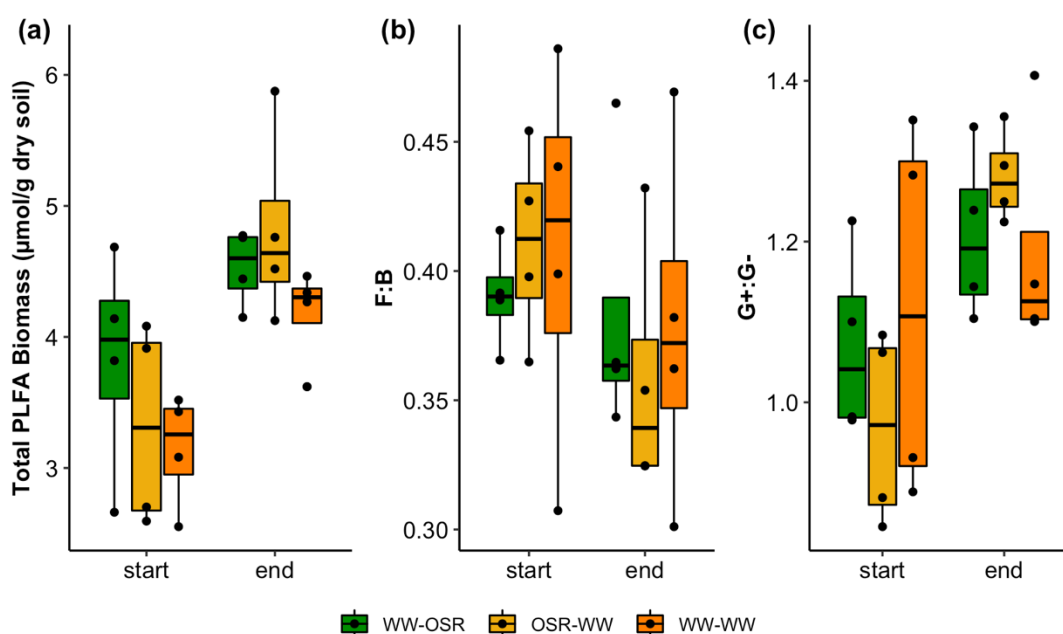 (a)
Total PLFA Biomass (μmol/g dry soil)
6
5
4
3
start end
(b)
F:B
0.45
0.40
0.35
0.30
start end
(c)
G+:G-
1.4
1.2
1.0
start end
WW-OSR OSR-WW WW-WW